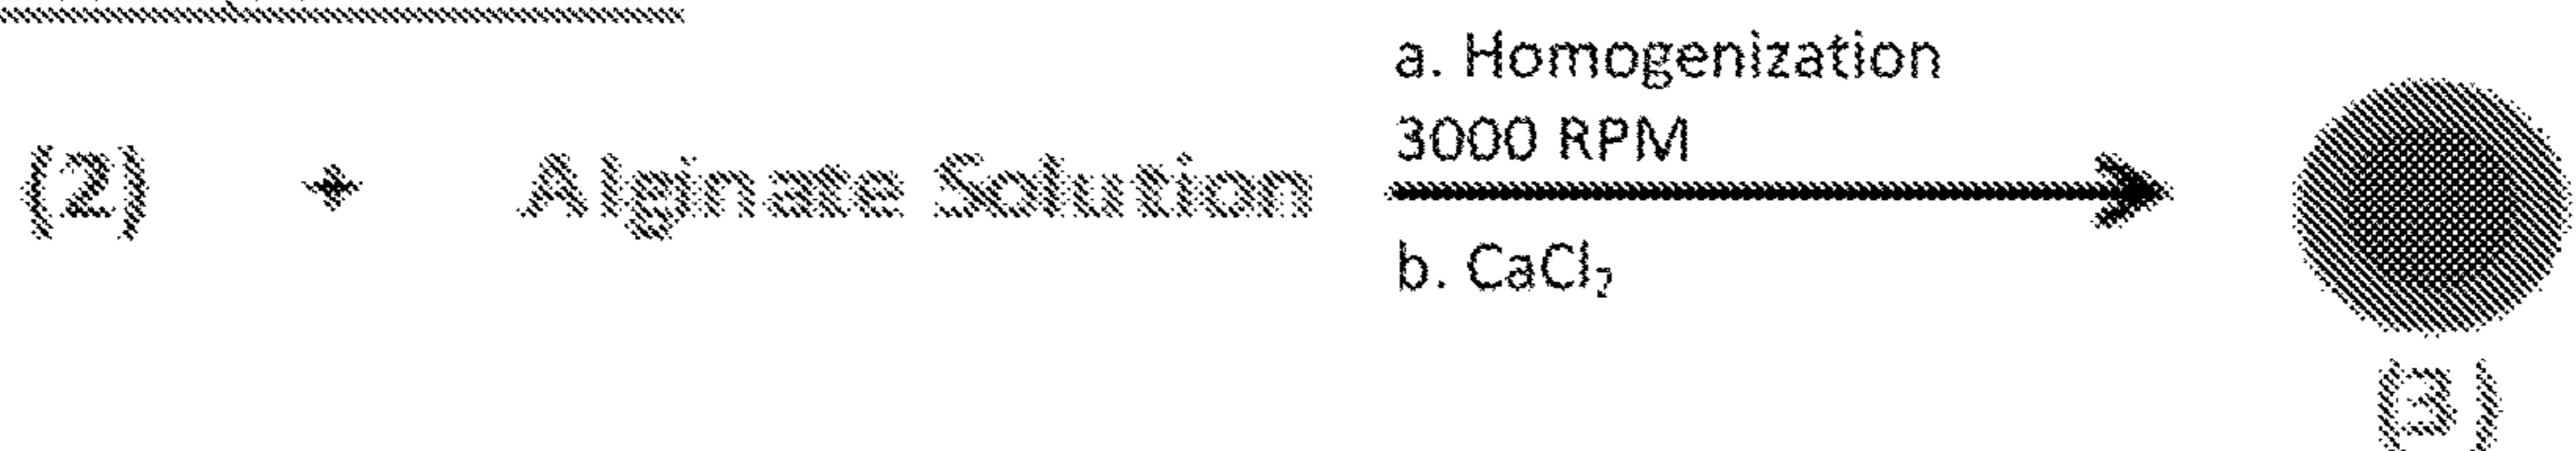 a. Homogenization
3000 RPM
(2) + Alginate Solution
b. CaCl₂
(3)